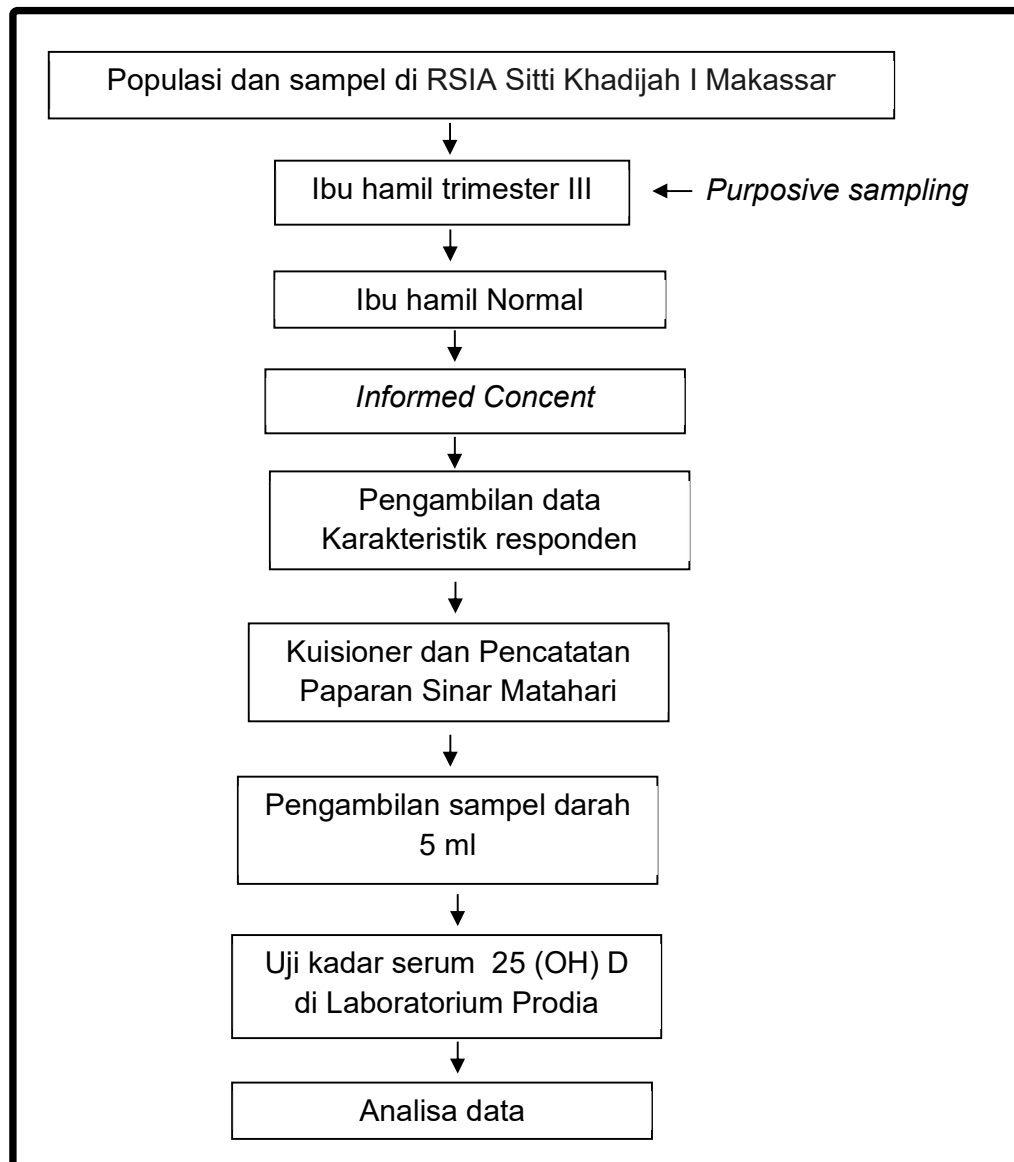 Populasi dan sampel di RSIA Sitti Khadijah I Makassar
Ibu hamil trimester III
Purposive sampling
Ibu hamil Normal
Informed Concent
Pengambilan data
Karakteristik responden
Kuisioner dan Pencatatan
Paparan Sinar Matahari
Pengambilan sampel darah
5 ml
Uji kadar serum  25 (OH) D
di Laboratorium Prodia
Analisa data